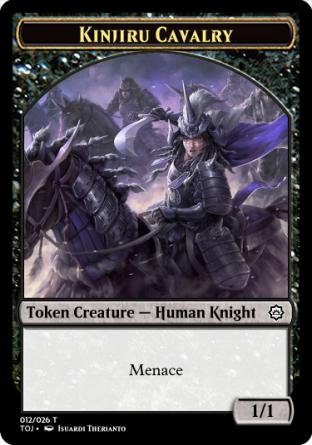 Kinjiru Cavalry
Token Creature — Human Knight
Menace
1/1
012/026 T
TOJ • Isuardi Therianto